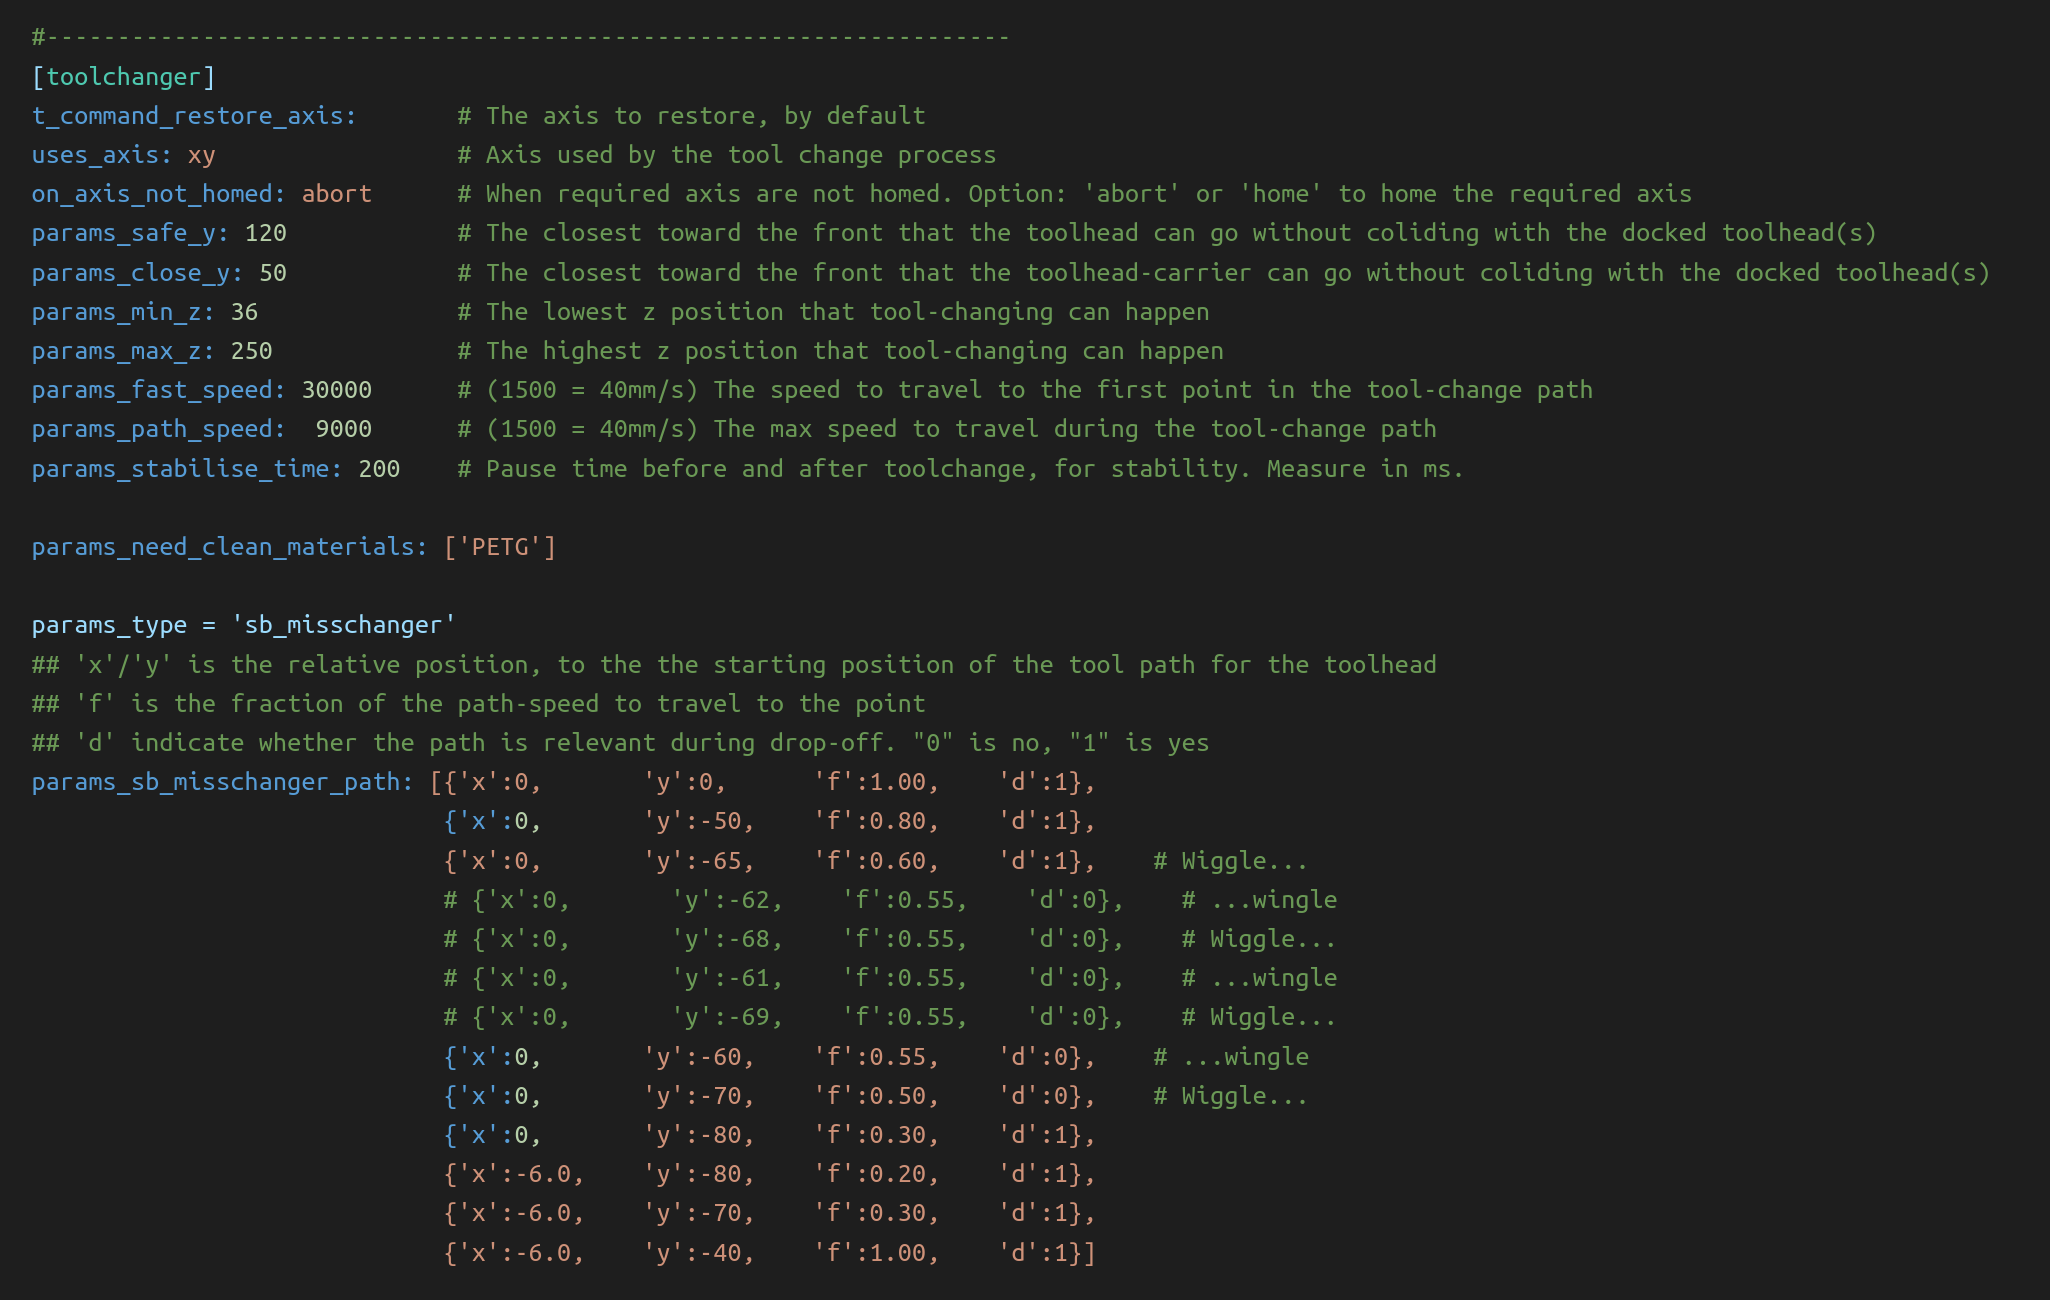 #--------------------------------------------------------------------
[toolchanger]
t_command_restore_axis:       # The axis to restore, by default
uses_axis: xy                 # Axis used by the tool change process
on_axis_not_homed: abort      # When required axis are not homed. Option: 'abort' or 'home' to home the required axis
params_safe_y: 120            # The closest toward the front that the toolhead can go without coliding with the docked toolhead(s)
params_close_y: 50            # The closest toward the front that the toolhead-carrier can go without coliding with the docked toolhead(s)
params_min_z: 36              # The lowest z position that tool-changing can happen
params_max_z: 250             # The highest z position that tool-changing can happen
params_fast_speed: 30000      # (1500 = 40mm/s) The speed to travel to the first point in the tool-change path
params_path_speed:  9000      # (1500 = 40mm/s) The max speed to travel during the tool-change path
params_stabilise_time: 200    # Pause time before and after toolchange, for stability. Measure in ms.
params_need_clean_materials: ['PETG']
params_type = 'sb_misschanger'
## 'x'/'y' is the relative position, to the the starting position of the tool path for the toolhead
## 'f' is the fraction of the path-speed to travel to the point
## 'd' indicate whether the path is relevant during drop-off. "0" is no, "1" is yes
params_sb_misschanger_path: [{'x':0,       'y':0,      'f':1.00,    'd':1},
                             {'x':0,       'y':-50,    'f':0.80,    'd':1},
                             {'x':0,       'y':-65,    'f':0.60,    'd':1},    # Wiggle...
                             # {'x':0,       'y':-62,    'f':0.55,    'd':0},    # ...wingle
                             # {'x':0,       'y':-68,    'f':0.55,    'd':0},    # Wiggle...
                             # {'x':0,       'y':-61,    'f':0.55,    'd':0},    # ...wingle
                             # {'x':0,       'y':-69,    'f':0.55,    'd':0},    # Wiggle...
                             {'x':0,       'y':-60,    'f':0.55,    'd':0},    # ...wingle
                             {'x':0,       'y':-70,    'f':0.50,    'd':0},    # Wiggle...
                             {'x':0,       'y':-80,    'f':0.30,    'd':1},
                             {'x':-6.0,    'y':-80,    'f':0.20,    'd':1},
                             {'x':-6.0,    'y':-70,    'f':0.30,    'd':1},
                             {'x':-6.0,    'y':-40,    'f':1.00,    'd':1}]